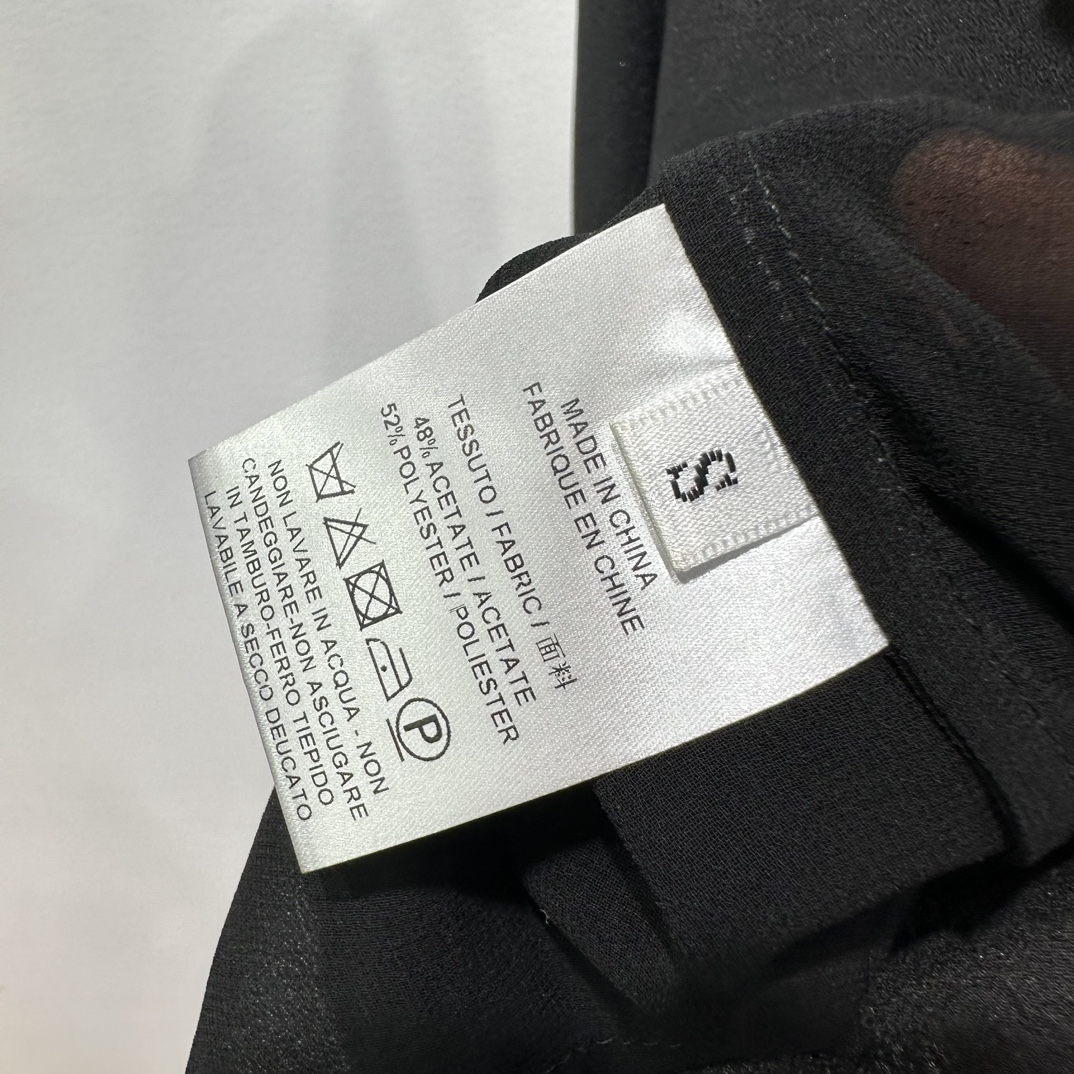 S
MADE IN CHINA
FABRIQUE EN CHINE
TESSUTO / FABRIC / 面料
48% ACETATE / ACETATE
52% POLYESTER / POLIESTER
P
NON LAVARE IN ACQUA - NON
CANDEGGIARE-NON ASCIUGARE
IN TAMBURO-FERRO TIEPIDO
LAVABILE A SECCO DEUCATO